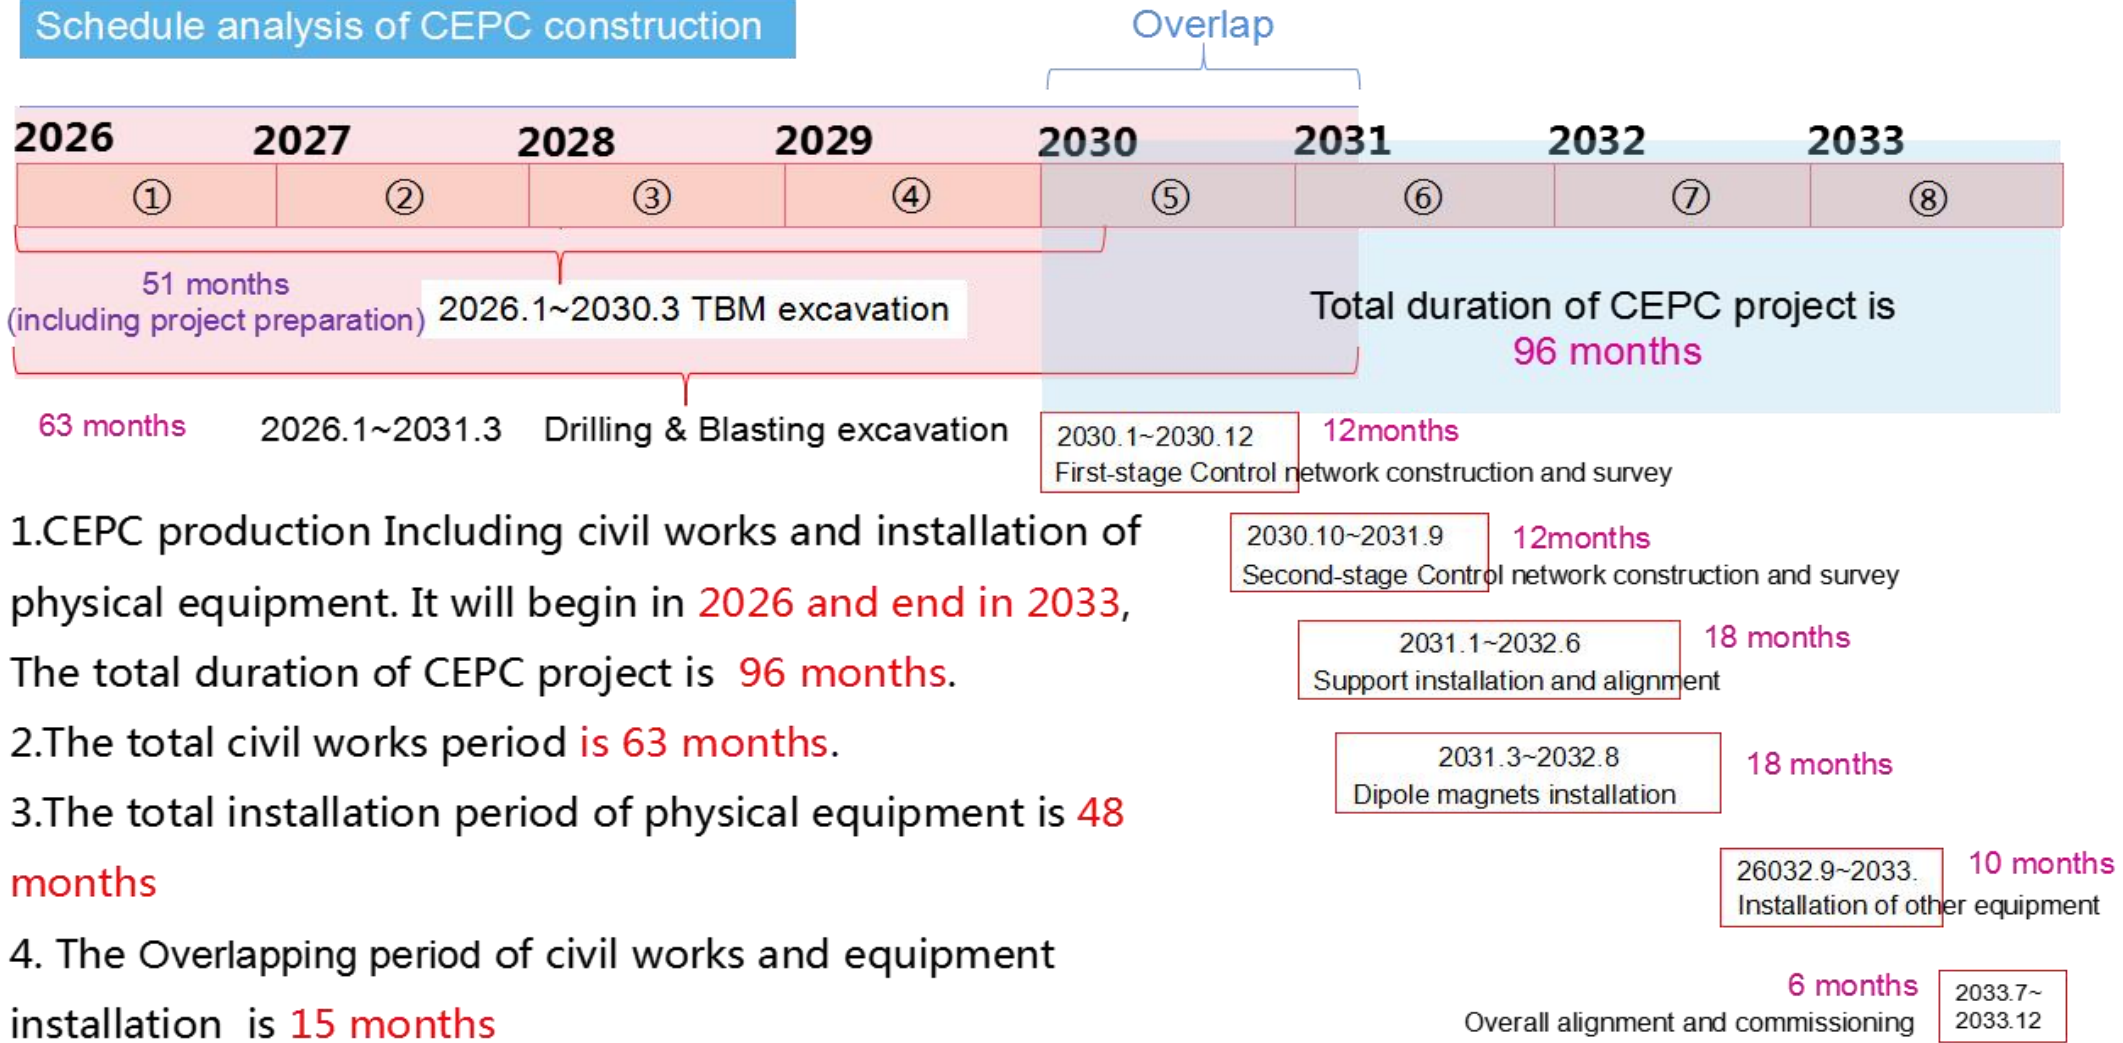 Schedule analysis of CEPC construction
Overlap
2026 2027 2028 2029 2030 2031 2032 2033
① ② ③ ④ ⑤ ⑥ ⑦ ⑧
51 months
(including project preparation)
2026.1~2030.3 TBM excavation
Total duration of CEPC project is
96 months
63 months
2026.1~2031.3 Drilling & Blasting excavation
2030.1~2030.12
12months
First-stage Control network construction and survey
2030.10~2031.9
12months
Second-stage Control network construction and survey
2031.1~2032.6
18 months
Support installation and alignment
2031.3~2032.8
18 months
Dipole magnets installation
26032.9~2033.
10 months
Installation of other equipment
6 months
Overall alignment and commissioning
2033.7~
2033.12
1.CEPC production Including civil works and installation of
physical equipment. It will begin in 2026 and end in 2033,
The total duration of CEPC project is 96 months.
2.The total civil works period is 63 months.
3.The total installation period of physical equipment is 48
months
4. The Overlapping period of civil works and equipment
installation is 15 months